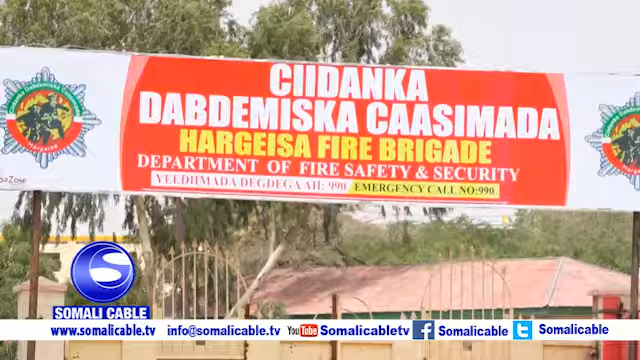 CIIDANKA
DABDEMISKA CAASIMADA
HARGEISA FIRE BRIGADE
DEPARTMENT OF FIRE SAFETY & SECURITY
YEEDHMADA DEGDEGA AH: 990 EMERGENCY CALL NO:990
S
SOMALI CABLE
www.somalicable.tv info@somalicable.tv YouTube Somalicabletv f Somalicable Somalicable